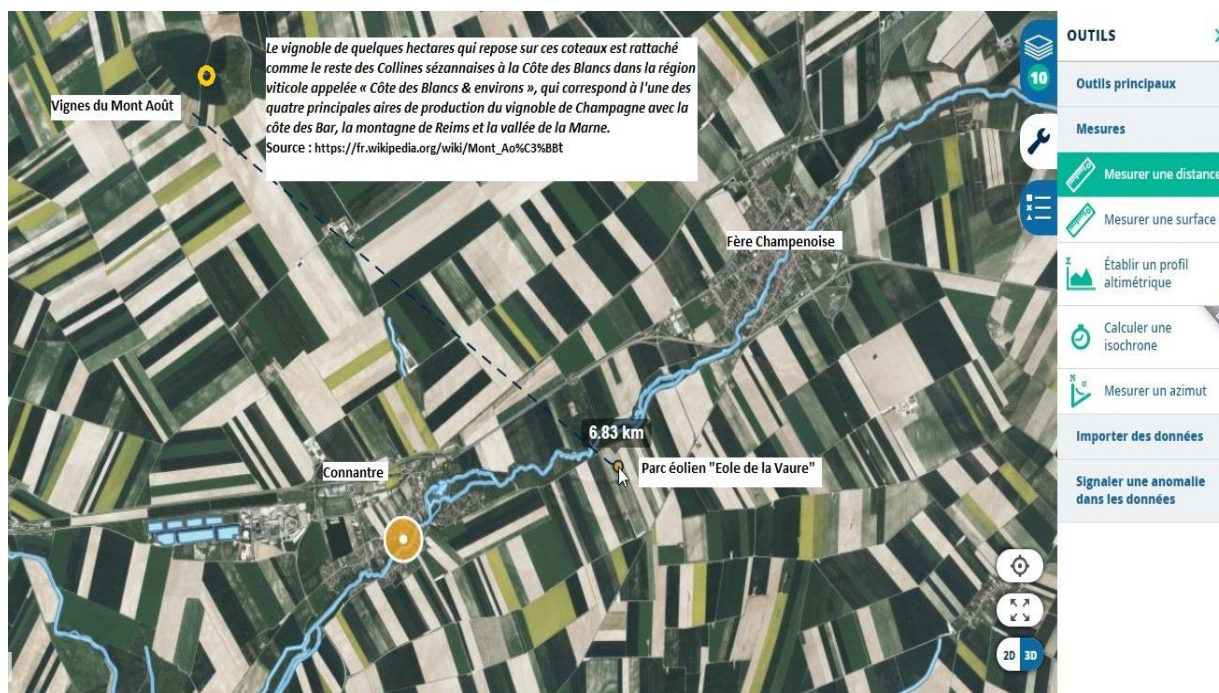 Le vignoble de quelques hectares qui repose sur ces coteaux est rattaché
comme le reste des Collines sézannaises à la Côte des Blancs dans la région
viticole appelée « Côte des Blancs & environs », qui correspond à l'une des
quatre principales aires de production du vignoble de Champagne avec la
côte des Bar, la montagne de Reims et la vallée de la Marne.
Source : https://fr.wikipedia.org/wiki/Mont_Ao%C3%BBt
Vignes du Mont Août
Fère Champenoise
6.83 km
Parc éolien "Eole de la Vaure"
Connantre
10
2D 3D
OUTILS
Outils principaux
Mesures
Mesurer une distance
Mesurer une surface
Établir un profil
altimétrique
Calculer une
isochrone
N
Mesurer un azimut
Importer des données
Signaler une anomalie
dans les données